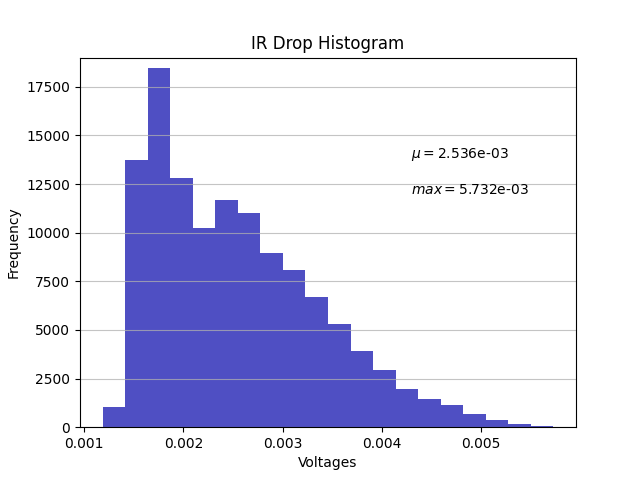 IR Drop Histogram
17500
15000
12500
10000
7500
5000
2500
0
Frequency
μ = 2.536e-03
max = 5.732e-03
0.001 0.002 0.003 0.004 0.005
Voltages